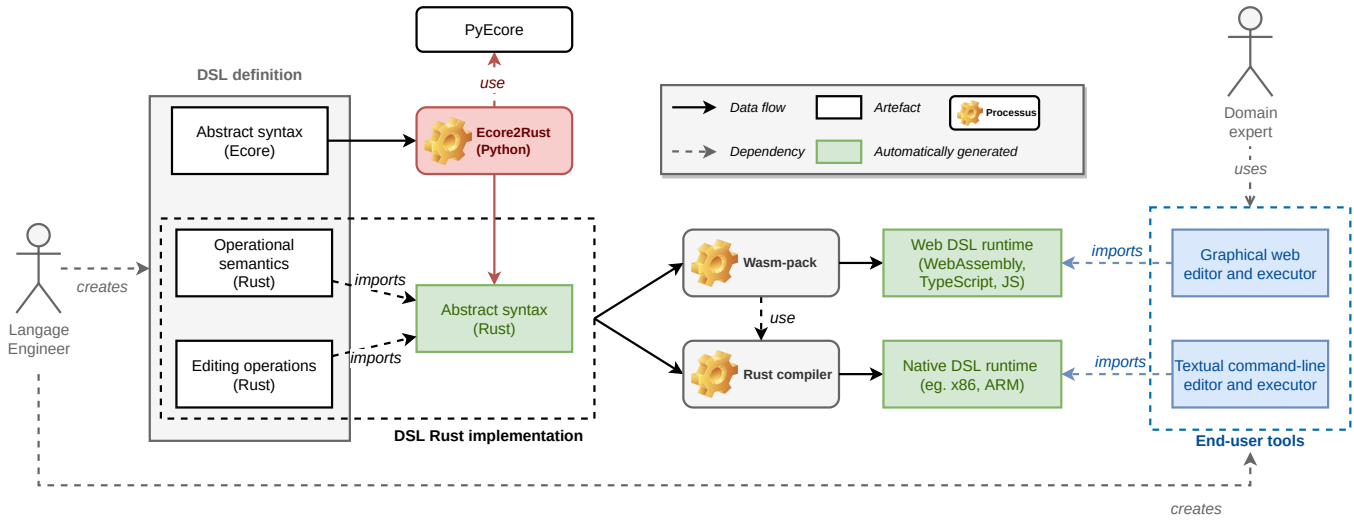 PyEcore
DSL definition
use
Abstract syntax
(Ecore)
Ecore2Rust
(Python)
Data flow
Artefact
Processus
Dependency
Automatically generated
Domain
expert
uses
Operational
semantics
(Rust)
imports
Abstract syntax
(Rust)
Editing operations
(Rust)
imports
creates
Langage
Engineer
DSL Rust implementation
Wasm-pack
use
Rust compiler
Web DSL runtime
(WebAssembly,
TypeScript, JS)
Native DSL runtime
(eg. x86, ARM)
imports
imports
Graphical web
editor and executor
Textual command-line
editor and executor
End-user tools
creates